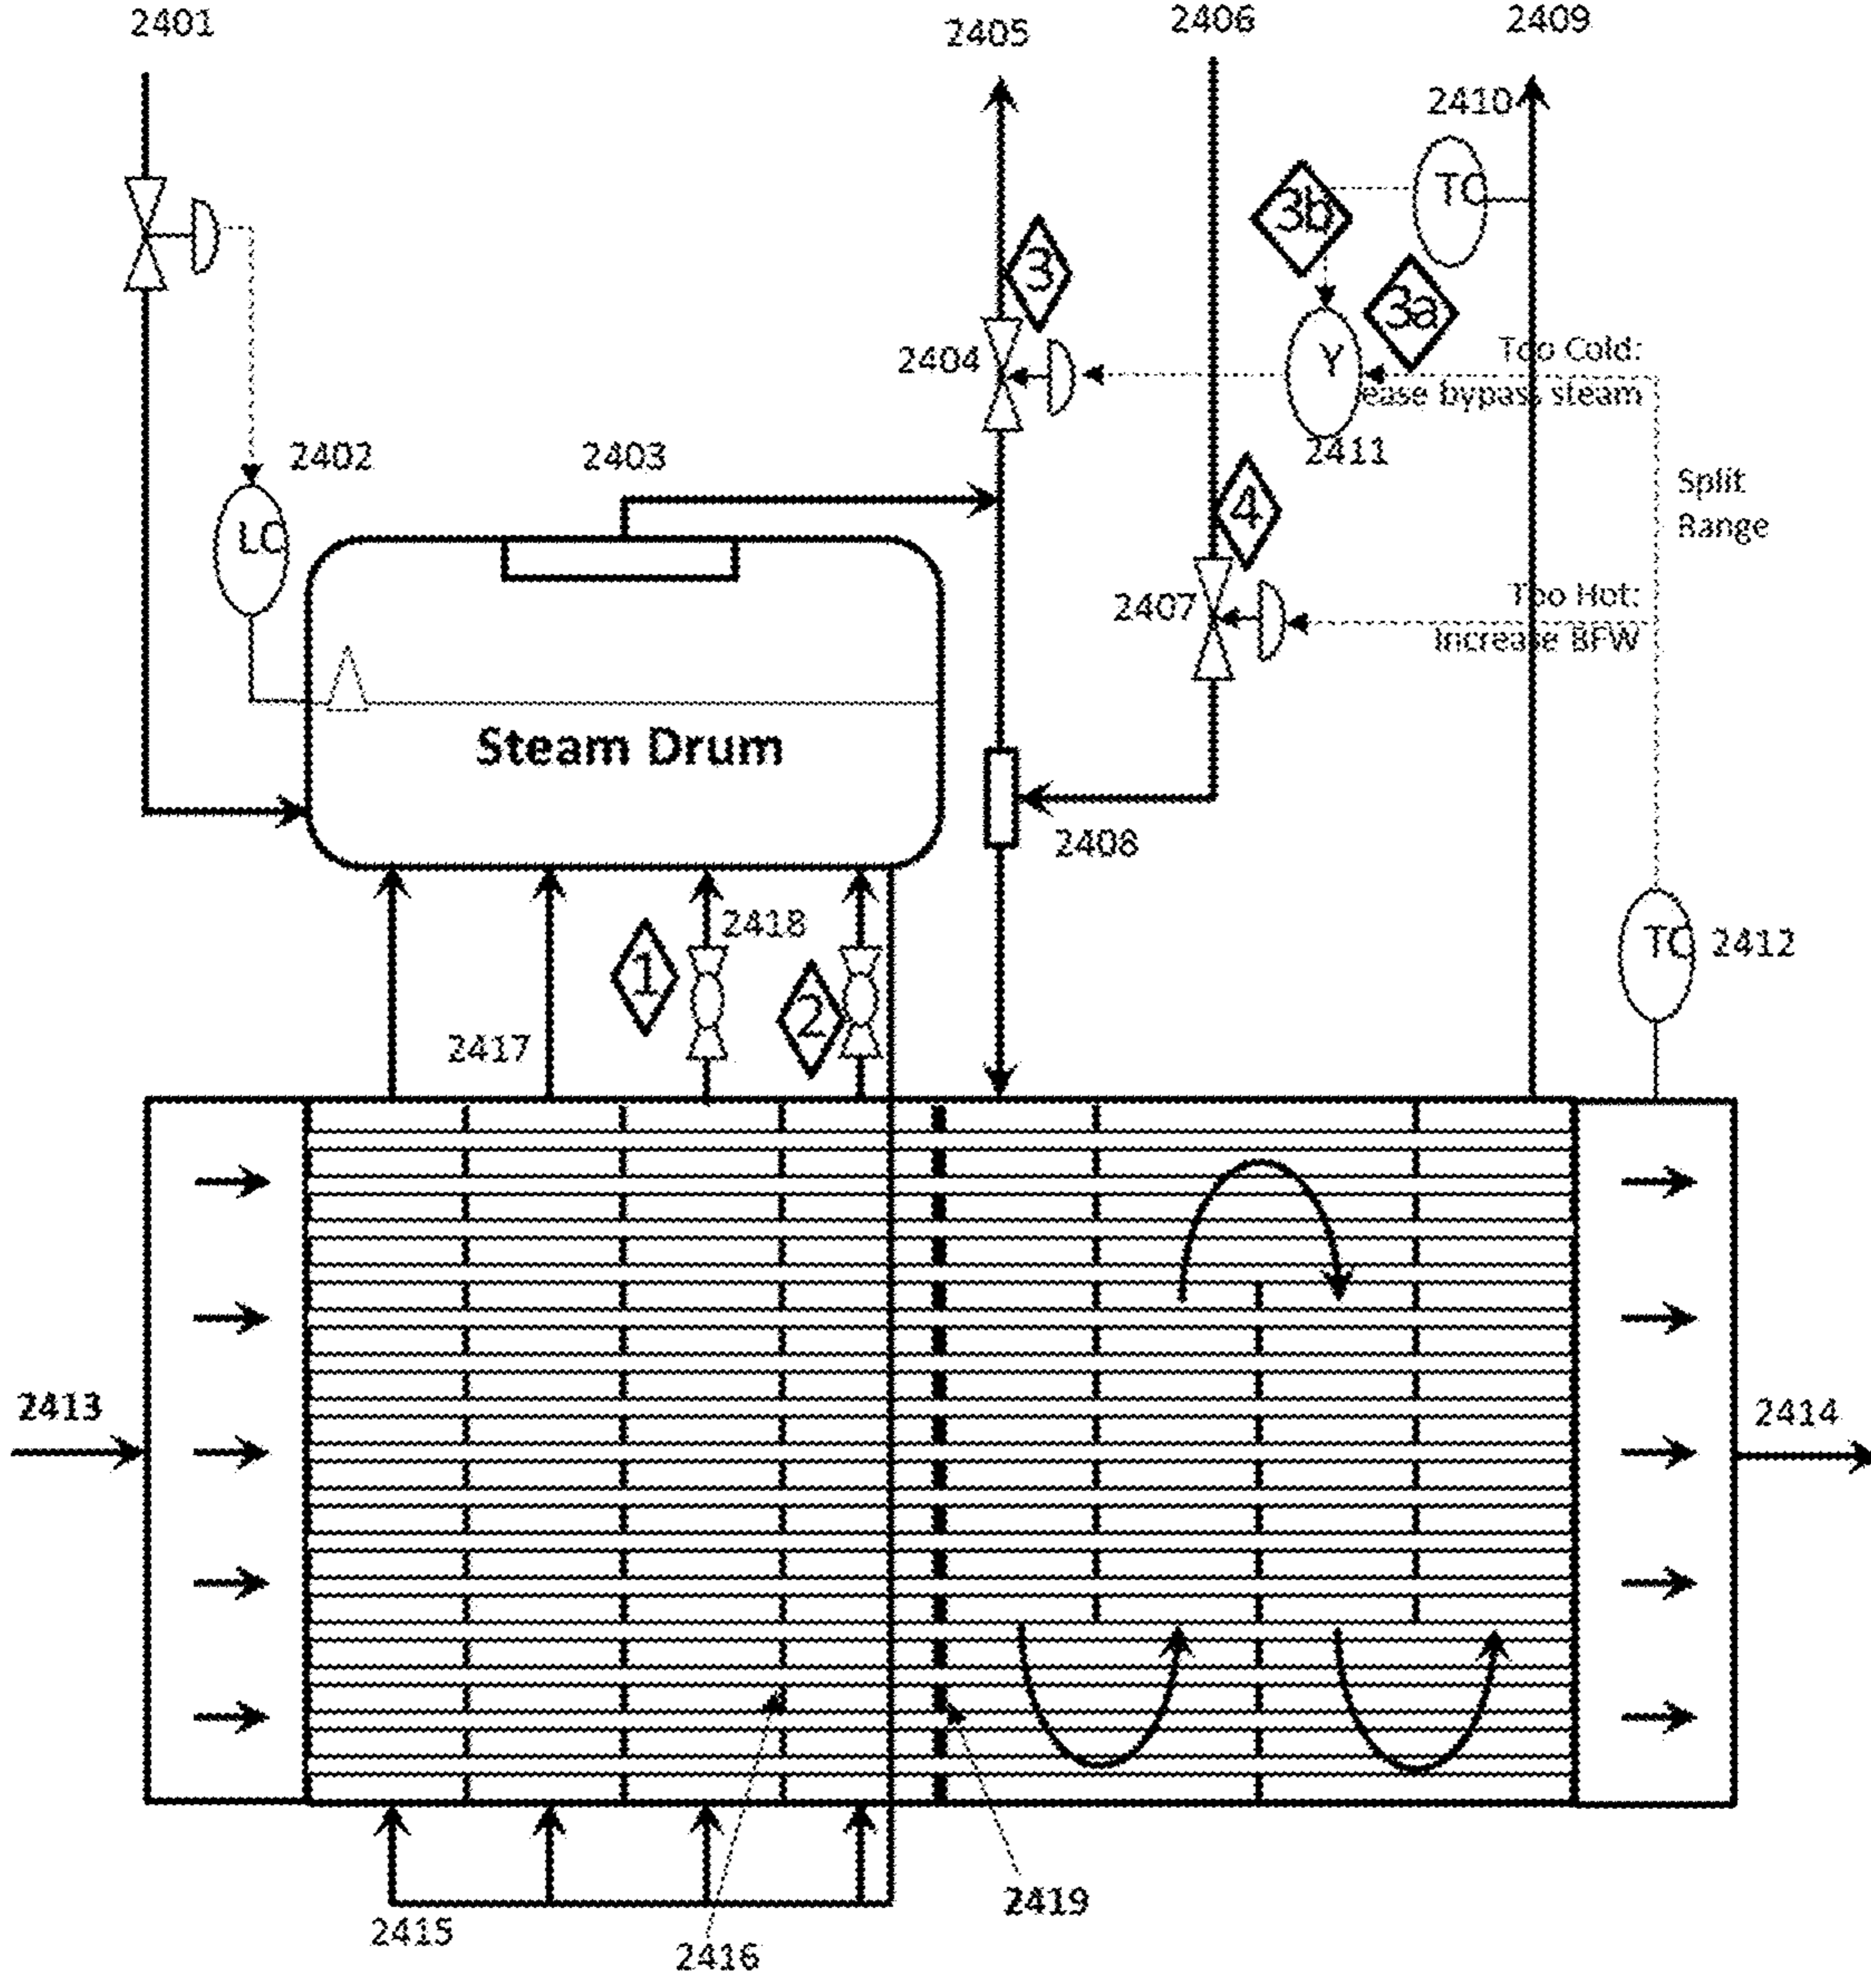 2401
2405
2406
2409
2410
TC
3b
3
3a
Y
2404
Too Cold:
ease bypass steam
2411
2402
2403
Split
Range
4
LC
2407
Too Hot:
Increase BFW
Steam Drum
2408
2418
1
2
TC 2412
2417
2413
2414
2419
2415
2416